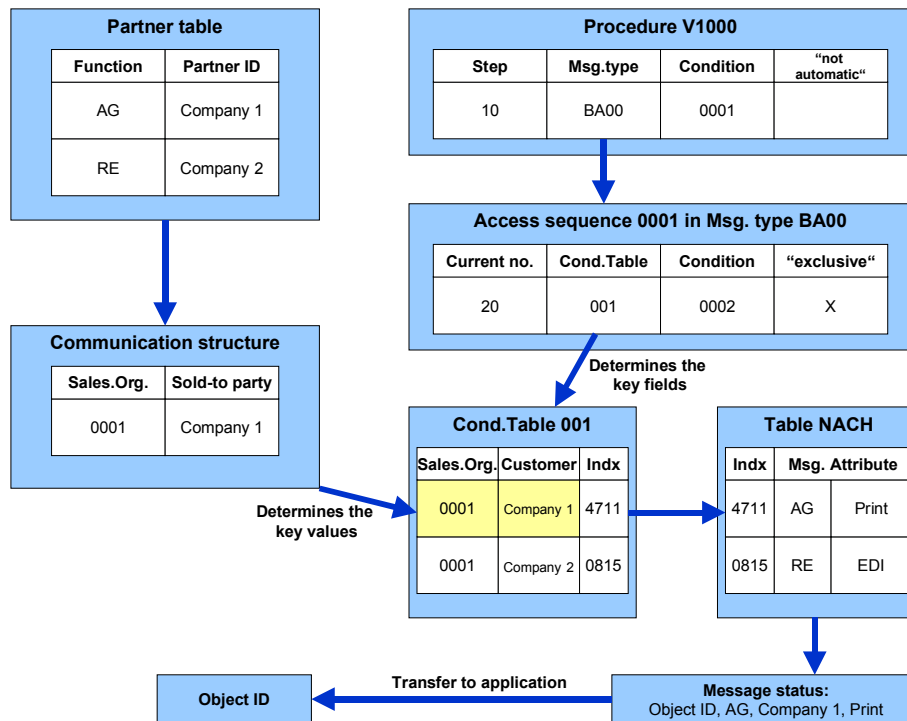 Partner table
Function Partner ID
AG Company 1
RE Company 2
Procedure V1000
Step Msg.type Condition “not automatic“
10 BA00 0001
Access sequence 0001 in Msg. type BA00
Current no. Cond.Table Condition “exclusive“
20 001 0002 X
Communication structure
Sales.Org. Sold-to party
0001 Company 1
Determines the
key fields
Determines the
key values
Cond.Table 001
Sales.Org. Customer Indx
0001 Company 1 4711
0001 Company 2 0815
Table NACH
Indx Msg. Attribute
4711 AG Print
0815 RE EDI
Object ID
Transfer to application
Message status:
Object ID, AG, Company 1, Print